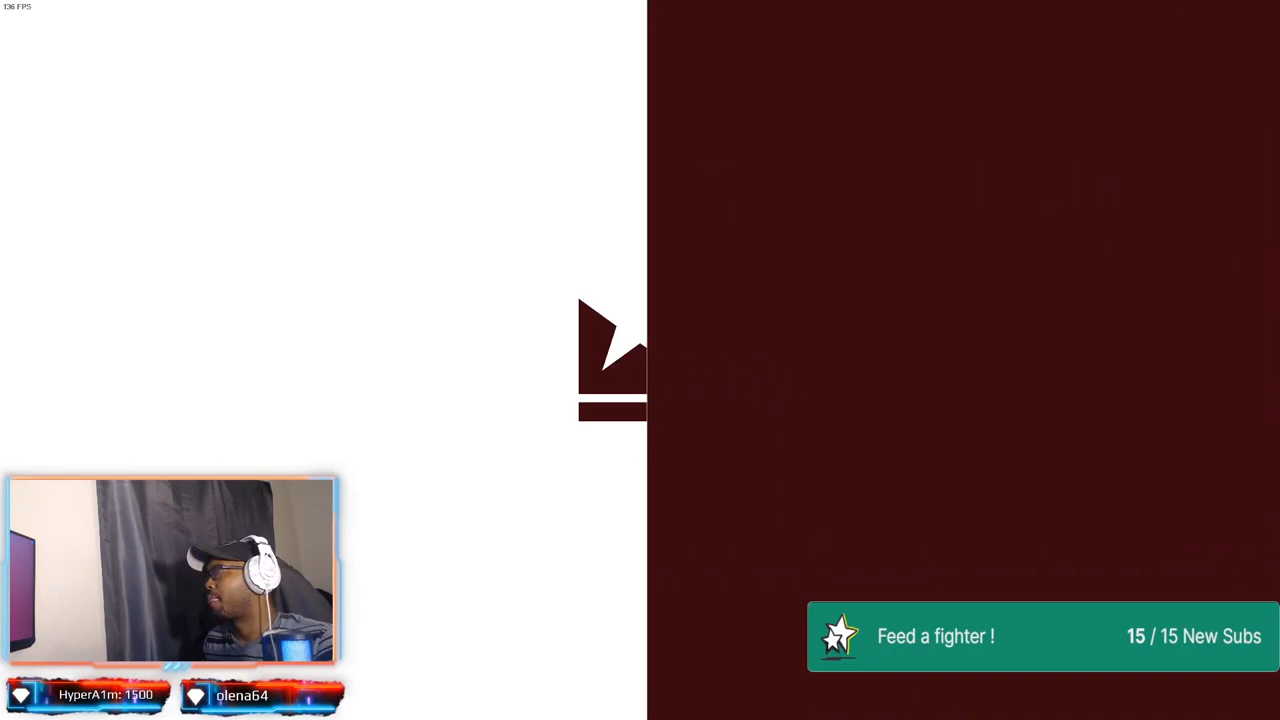 136 FPS
Feed a fighter !
15 / 15 New Subs
HyperA1m: 1500
olena64